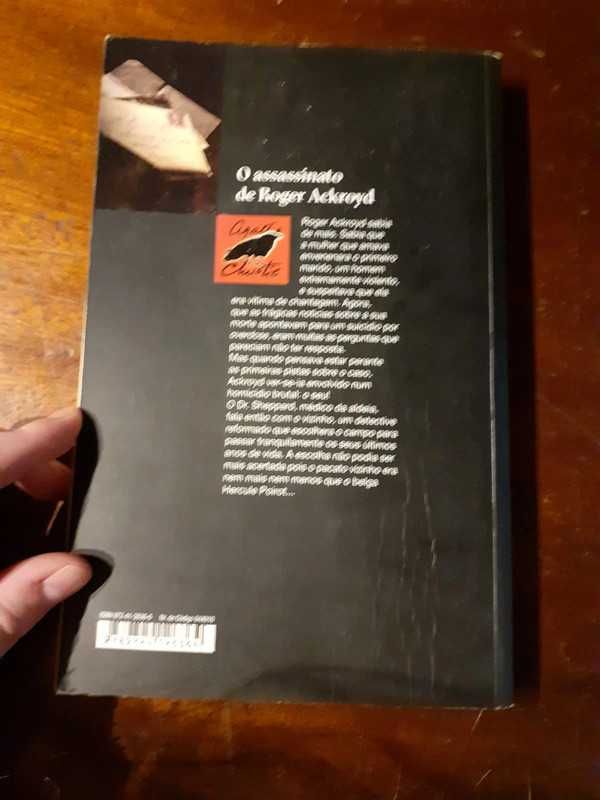 O assassinato
de Roger Ackroyd
Agatha
Christie
Roger Ackroyd sabia
de mais. Sabia que
a mulher que amava
envenenara o primeiro
marido, um homem
extremamente violento,
e suspeitava que ela
era vítima de chantagem. Agora,
que as trágicas notícias sobre a sua
morte apontavam para um suicídio por
overdose, eram muitas as perguntas que
pareciam não ter resposta.
Mas quando pensava estar perante
as primeiras pistas sobre o caso,
Ackroyd ver-se-ia envolvido num
homicídio brutal: o seu!
O Dr. Sheppard, médico da aldeia,
fala então com o vizinho, um detective
reformado que escolhera o campo para
passar tranquilamente os seus últimos
anos de vida. A escolha não podia ser
mais acertada pois o pacato vizinho era
nem mais nem menos que o belga
Hercule Poirot...
ISBN